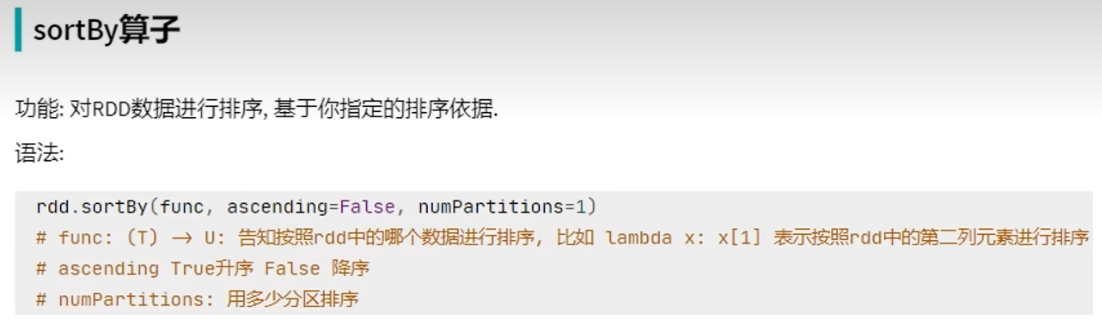 sortBy算子
功能: 对RDD数据进行排序, 基于你指定的排序依据.
语法:
rdd.sortBy(func, ascending=False, numPartitions=1)
# func: (T) → U: 告知按照rdd中的哪个数据进行排序, 比如 lambda x: x[1] 表示按照rdd中的第二列元素进行排序
# ascending True升序 False 降序
# numPartitions: 用多少分区排序